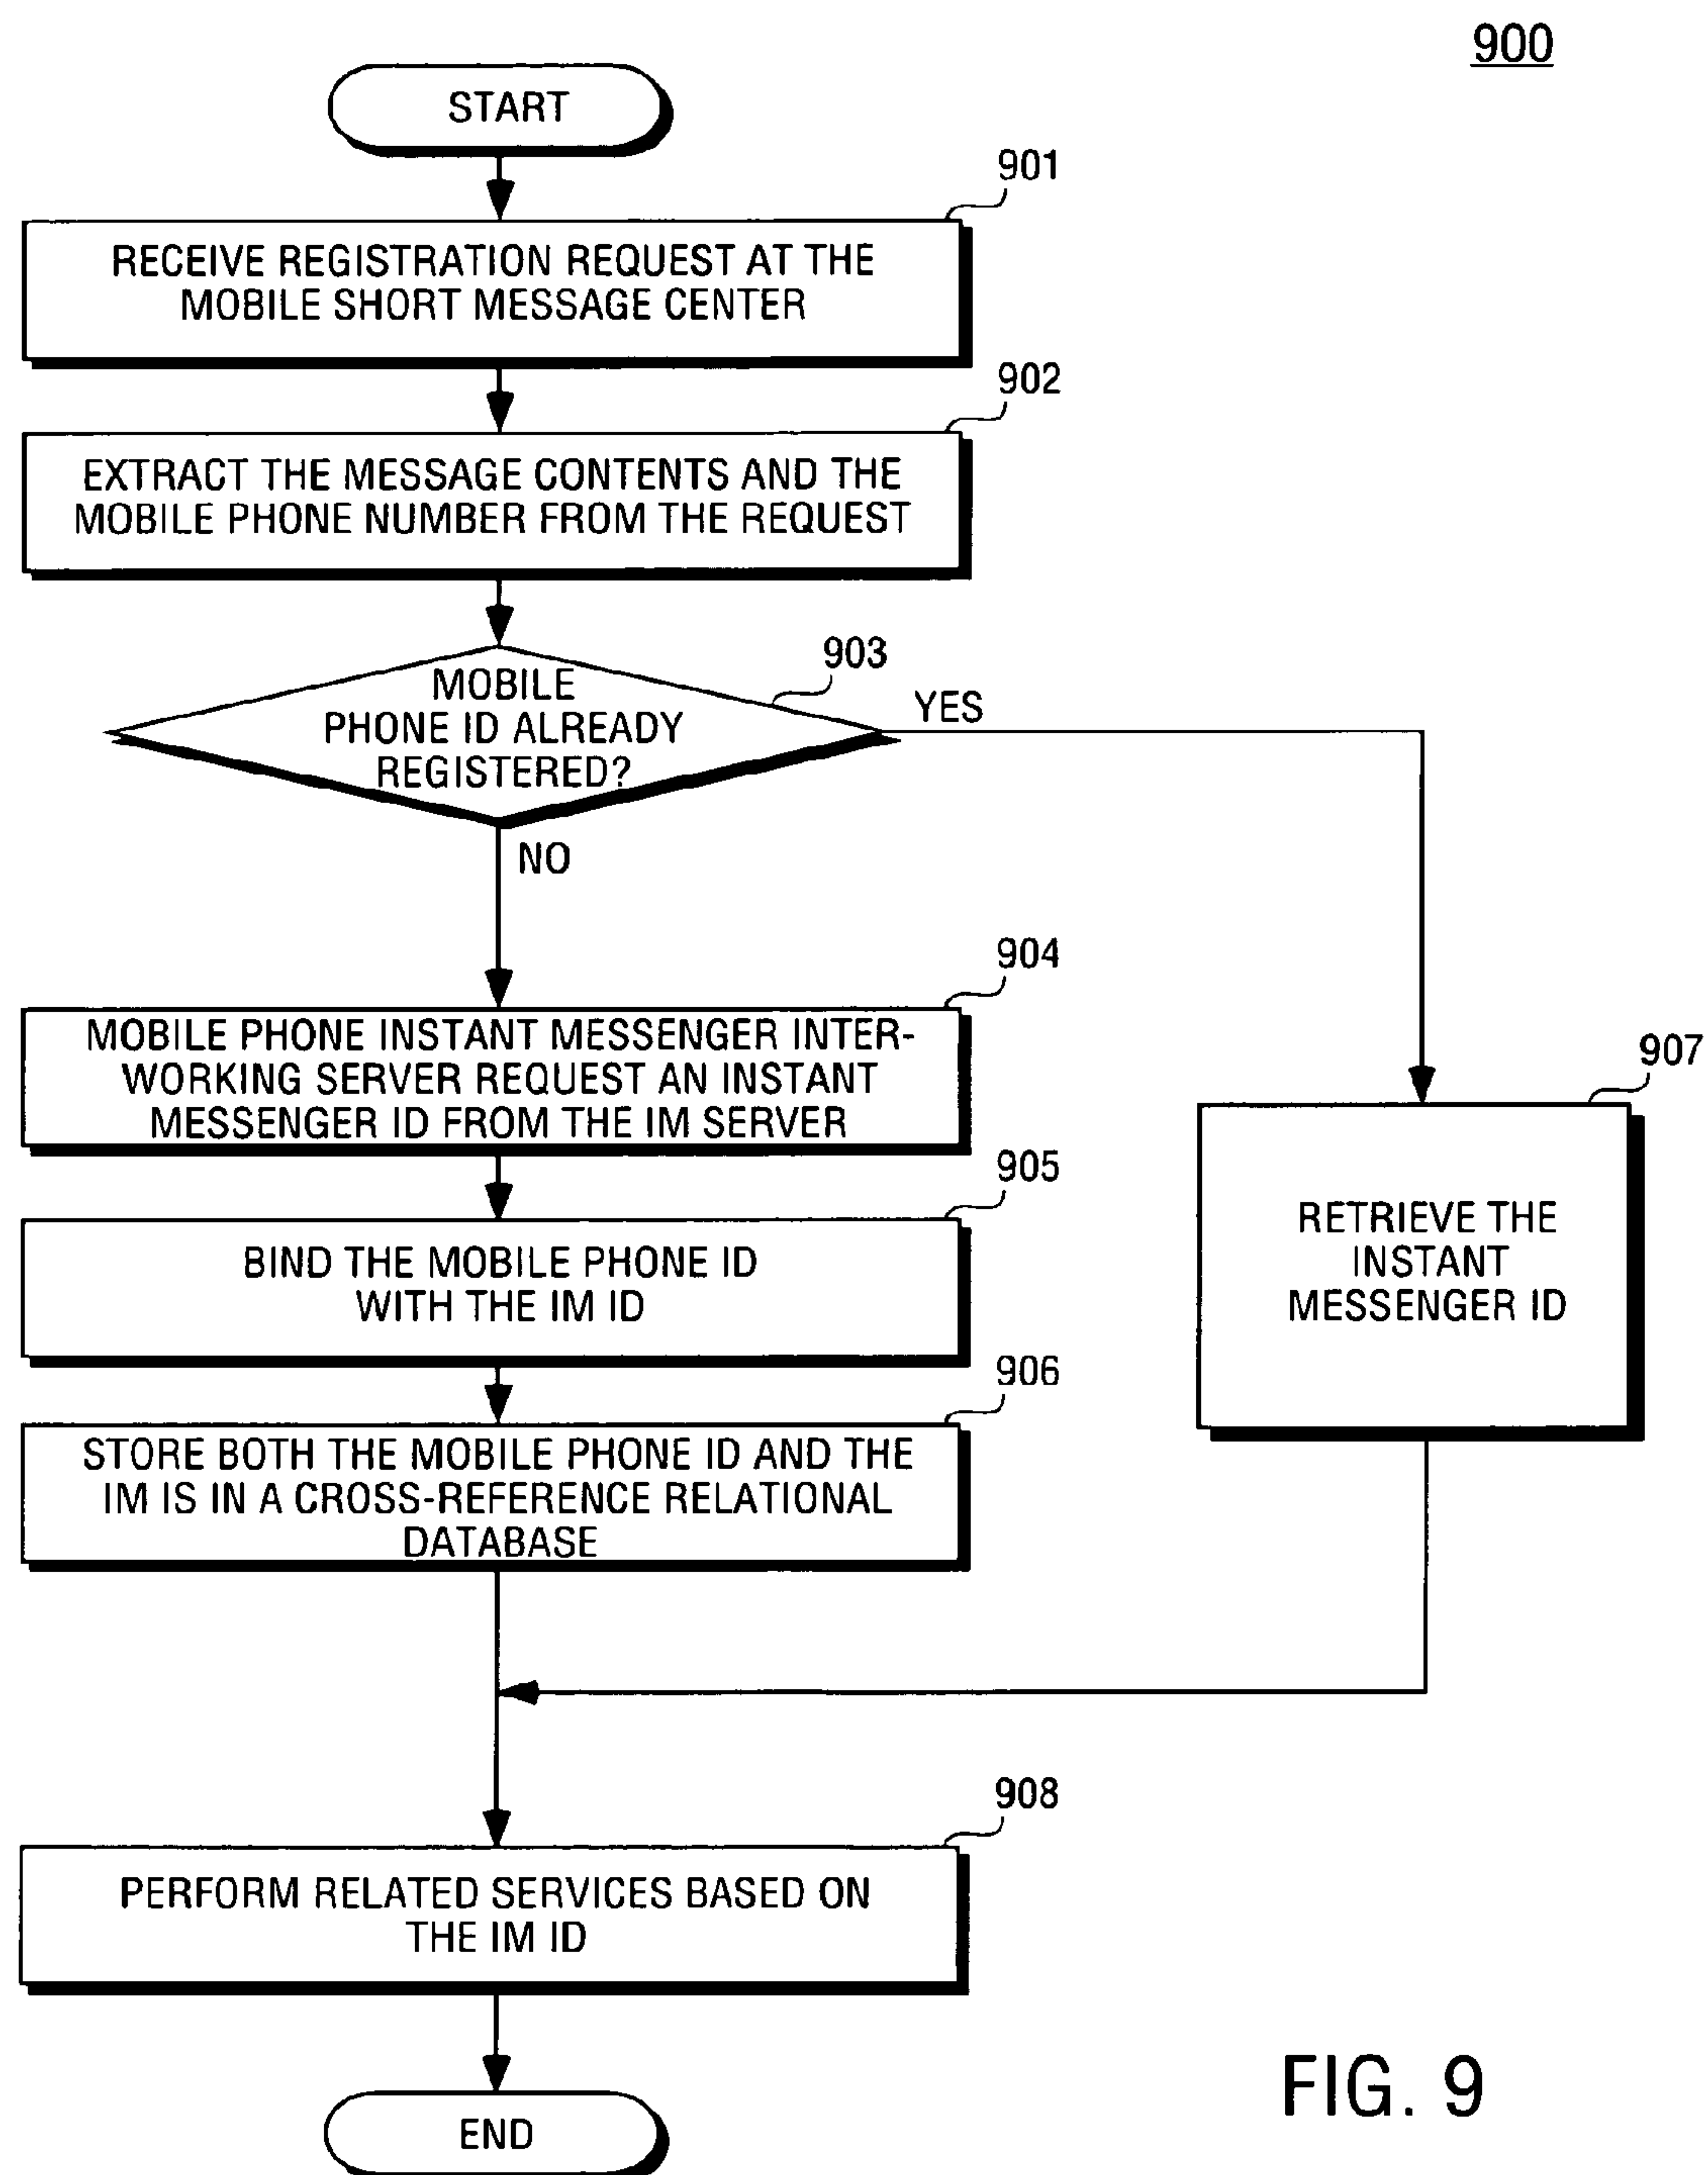 900
START
901
RECEIVE REGISTRATION REQUEST AT THE
MOBILE SHORT MESSAGE CENTER
902
EXTRACT THE MESSAGE CONTENTS AND THE
MOBILE PHONE NUMBER FROM THE REQUEST
903
MOBILE
PHONE ID ALREADY
REGISTERED?
YES
NO
904
MOBILE PHONE INSTANT MESSENGER INTER-
WORKING SERVER REQUEST AN INSTANT
MESSENGER ID FROM THE IM SERVER
907
RETRIEVE THE
INSTANT
MESSENGER ID
905
BIND THE MOBILE PHONE ID
WITH THE IM ID
906
STORE BOTH THE MOBILE PHONE ID AND THE
IM IS IN A CROSS-REFERENCE RELATIONAL
DATABASE
908
PERFORM RELATED SERVICES BASED ON
THE IM ID
END
FIG. 9